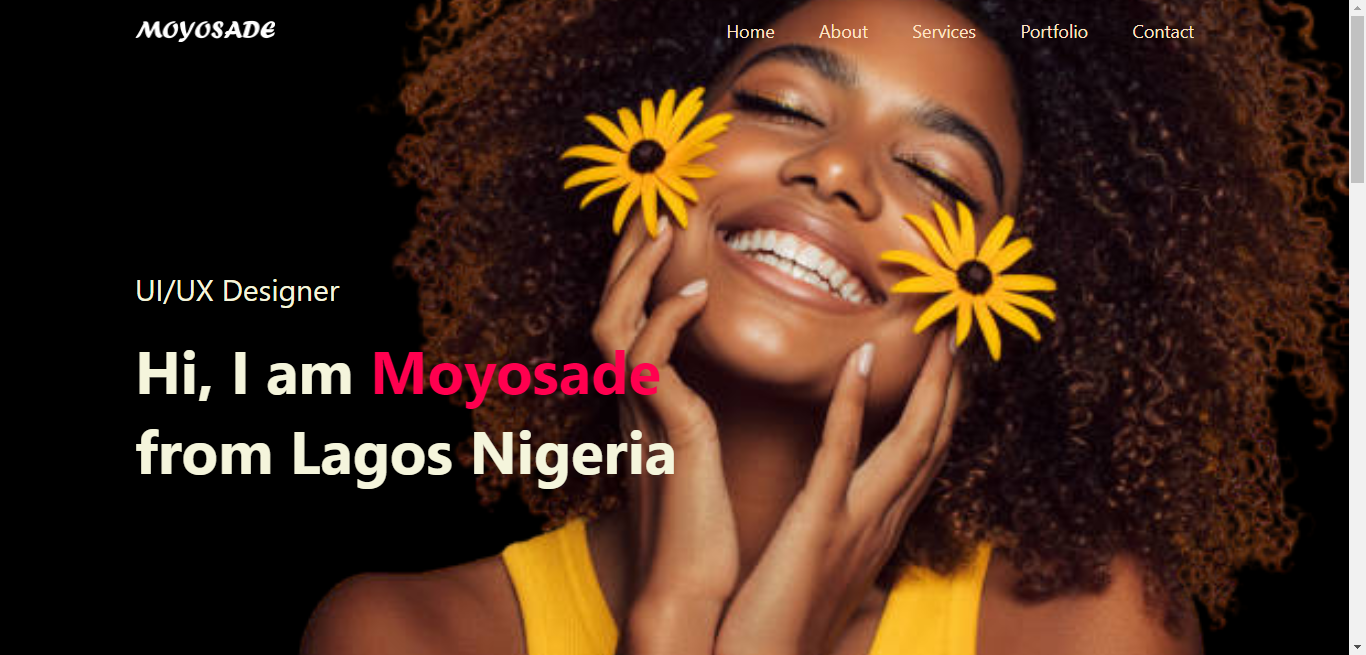 MOYOSADE
Home About Services Portfolio Contact
UI/UX Designer
Hi, I am Moyosade
from Lagos Nigeria